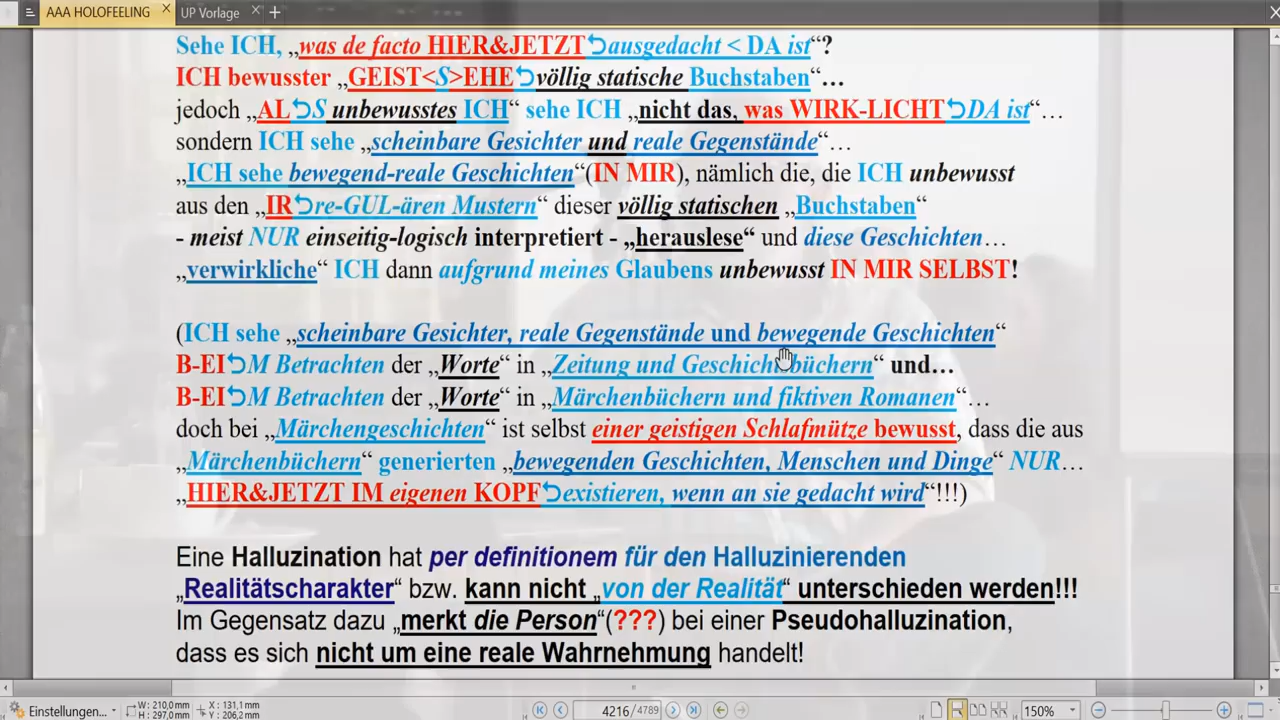 AAA HOLOFEELING × UP Vorlage × +
Sehe ICH, „was de facto HIER&JETZT⮌ausgedacht < DA ist“?
ICH bewusster „GEIST<S>EHE⮌völlig statische Buchstaben“…
jedoch „AL⮌S unbewusstes ICH“ sehe ICH „nicht das, was WIRK-LICHT⮌DA ist“…
sondern ICH sehe „scheinbare Gesichter und reale Gegenstände“…
„ICH sehe bewegend-reale Geschichten“(IN MIR), nämlich die, die ICH unbewusst
aus den „IR⮌re-GUL-ären Mustern“ dieser völlig statischen „Buchstaben“
- meist NUR einseitig-logisch interpretiert - „herauslese“ und diese Geschichten…
„verwirkliche“ ICH dann aufgrund meines Glaubens unbewusst IN MIR SELBST!
(ICH sehe „scheinbare Gesichter, reale Gegenstände und bewegende Geschichten“
B-EI⮌M Betrachten der „Worte“ in „Zeitung und Geschichtsbüchern“ und…
B-EI⮌M Betrachten der „Worte“ in „Märchenbüchern und fiktiven Romanen“…
doch bei „Märchengeschichten“ ist selbst einer geistigen Schlafmütze bewusst, dass die aus
„Märchenbüchern“ generierten „bewegenden Geschichten, Menschen und Dinge“ NUR…
„HIER&JETZT IM eigenen KOPF⮌existieren, wenn an sie gedacht wird“!!!)
Eine Halluzination hat per definitionem für den Halluzinierenden
„Realitätscharakter“ bzw. kann nicht „von der Realität“ unterschieden werden!!!
Im Gegensatz dazu „merkt die Person“(???) bei einer Pseudohalluzination,
dass es sich nicht um eine reale Wahrnehmung handelt!
Einstellungen... W: 210,0 mm H: 297,0 mm X: 131,1 mm Y: 206,2 mm 4216 / 4789 150%